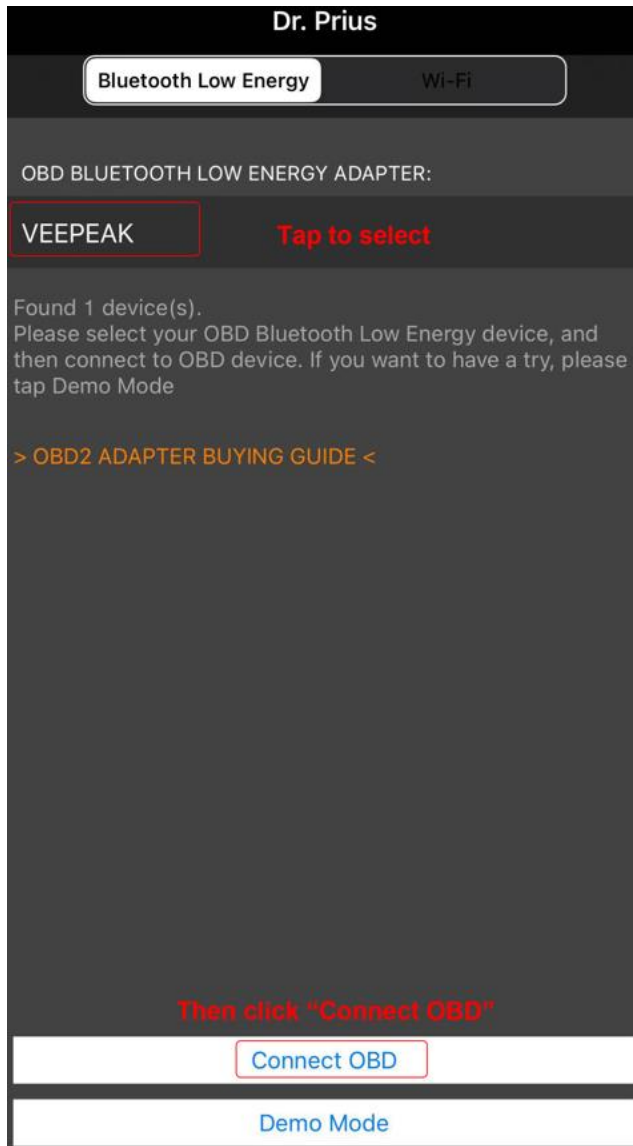 Dr. Prius
Bluetooth Low Energy Wi-Fi
OBD BLUETOOTH LOW ENERGY ADAPTER:
VEEPEAK Tap to select
Found 1 device(s).
Please select your OBD Bluetooth Low Energy device, and
then connect to OBD device. If you want to have a try, please
tap Demo Mode
> OBD2 ADAPTER BUYING GUIDE <
Then click “Connect OBD”
Connect OBD
Demo Mode